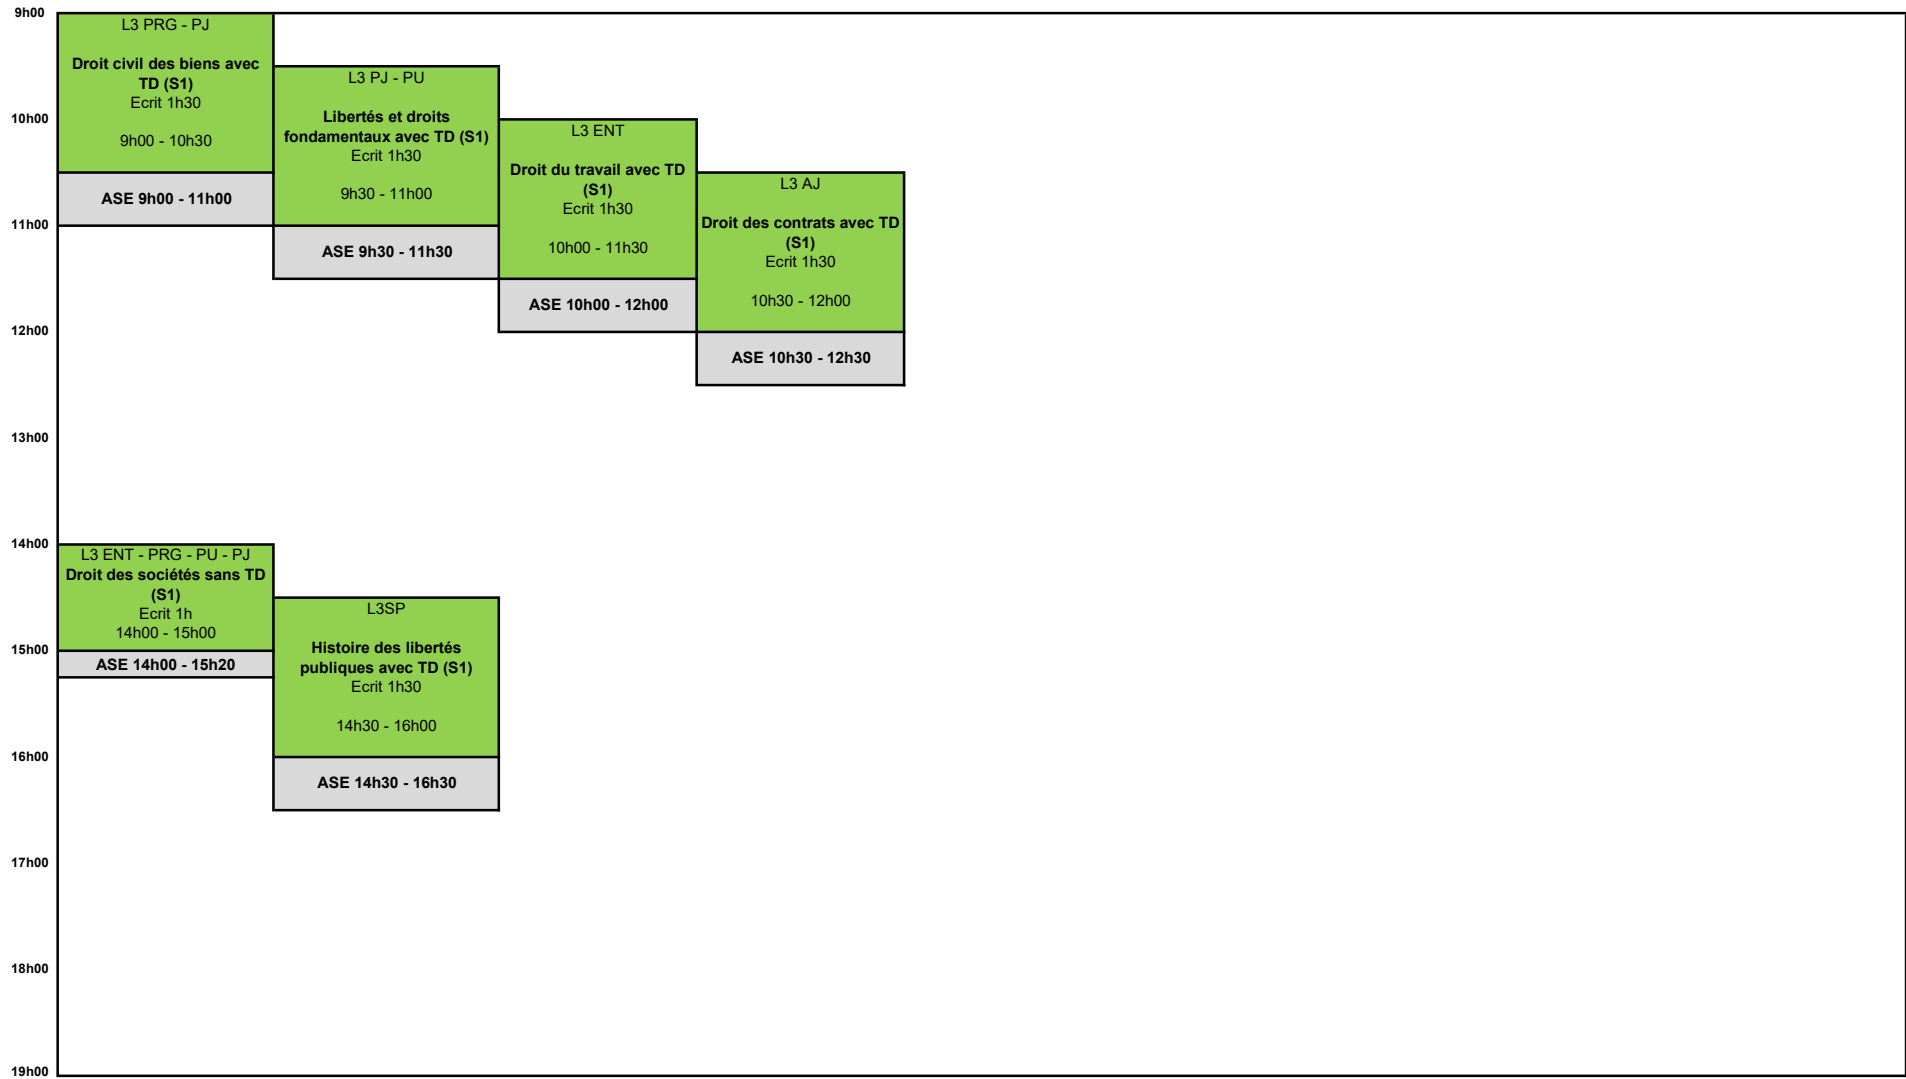 9h00
L3 PRG - PJ
Droit civil des biens avec
TD (S1)
Ecrit 1h30
9h00 - 10h30
ASE 9h00 - 11h00
L3 PJ - PU
Libertés et droits
fondamentaux avec TD (S1)
Ecrit 1h30
9h30 - 11h00
ASE 9h30 - 11h30
10h00
L3 ENT
Droit du travail avec TD
(S1)
Ecrit 1h30
10h00 - 11h30
ASE 10h00 - 12h00
L3 AJ
Droit des contrats avec TD
(S1)
Ecrit 1h30
10h30 - 12h00
ASE 10h30 - 12h30
11h00
12h00
13h00
14h00
L3 ENT - PRG - PU - PJ
Droit des sociétés sans TD
(S1)
Ecrit 1h
14h00 - 15h00
ASE 14h00 - 15h20
L3SP
Histoire des libertés
publiques avec TD (S1)
Ecrit 1h30
14h30 - 16h00
ASE 14h30 - 16h30
15h00
16h00
17h00
18h00
19h00